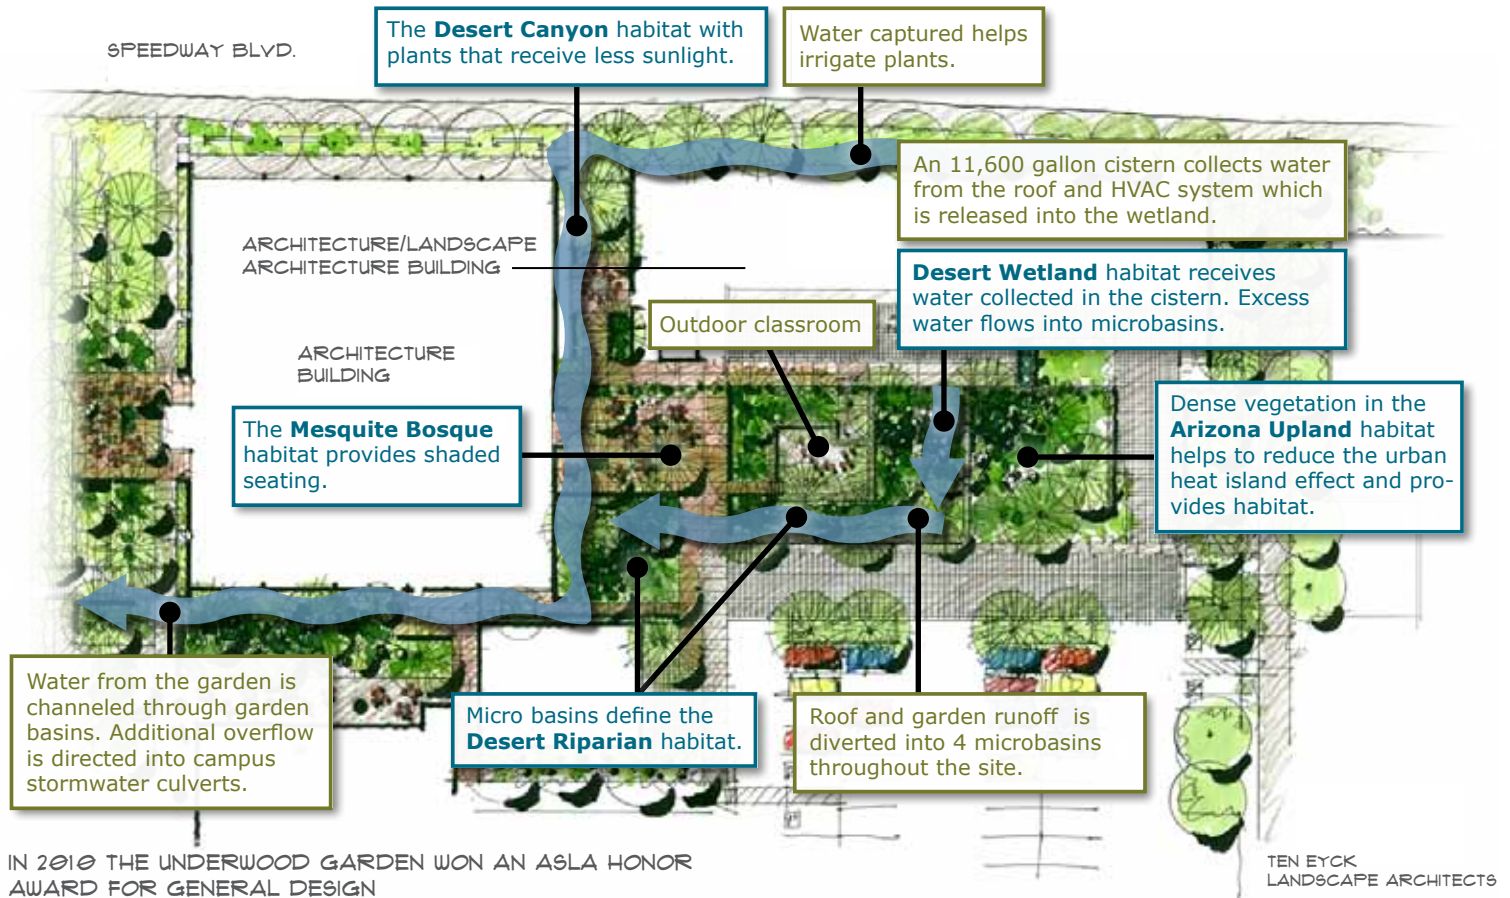 SPEEDWAY BLVD.
The Desert Canyon habitat with
plants that receive less sunlight.
Water captured helps
irrigate plants.
An 11,600 gallon cistern collects water
from the roof and HVAC system which
is released into the wetland.
ARCHITECTURE/LANDSCAPE
ARCHITECTURE BUILDING
Desert Wetland habitat receives
water collected in the cistern. Excess
water flows into microbasins.
Outdoor classroom
ARCHITECTURE
BUILDING
The Mesquite Bosque
habitat provides shaded
seating.
Dense vegetation in the
Arizona Upland habitat
helps to reduce the urban
heat island effect and pro-
vides habitat.
Water from the garden is
channeled through garden
basins. Additional overflow
is directed into campus
stormwater culverts.
Micro basins define the
Desert Riparian habitat.
Roof and garden runoff is
diverted into 4 microbasins
throughout the site.
IN 2010 THE UNDERWOOD GARDEN WON AN ASLA HONOR
AWARD FOR GENERAL DESIGN
TEN EYCK
LANDSCAPE ARCHITECTS